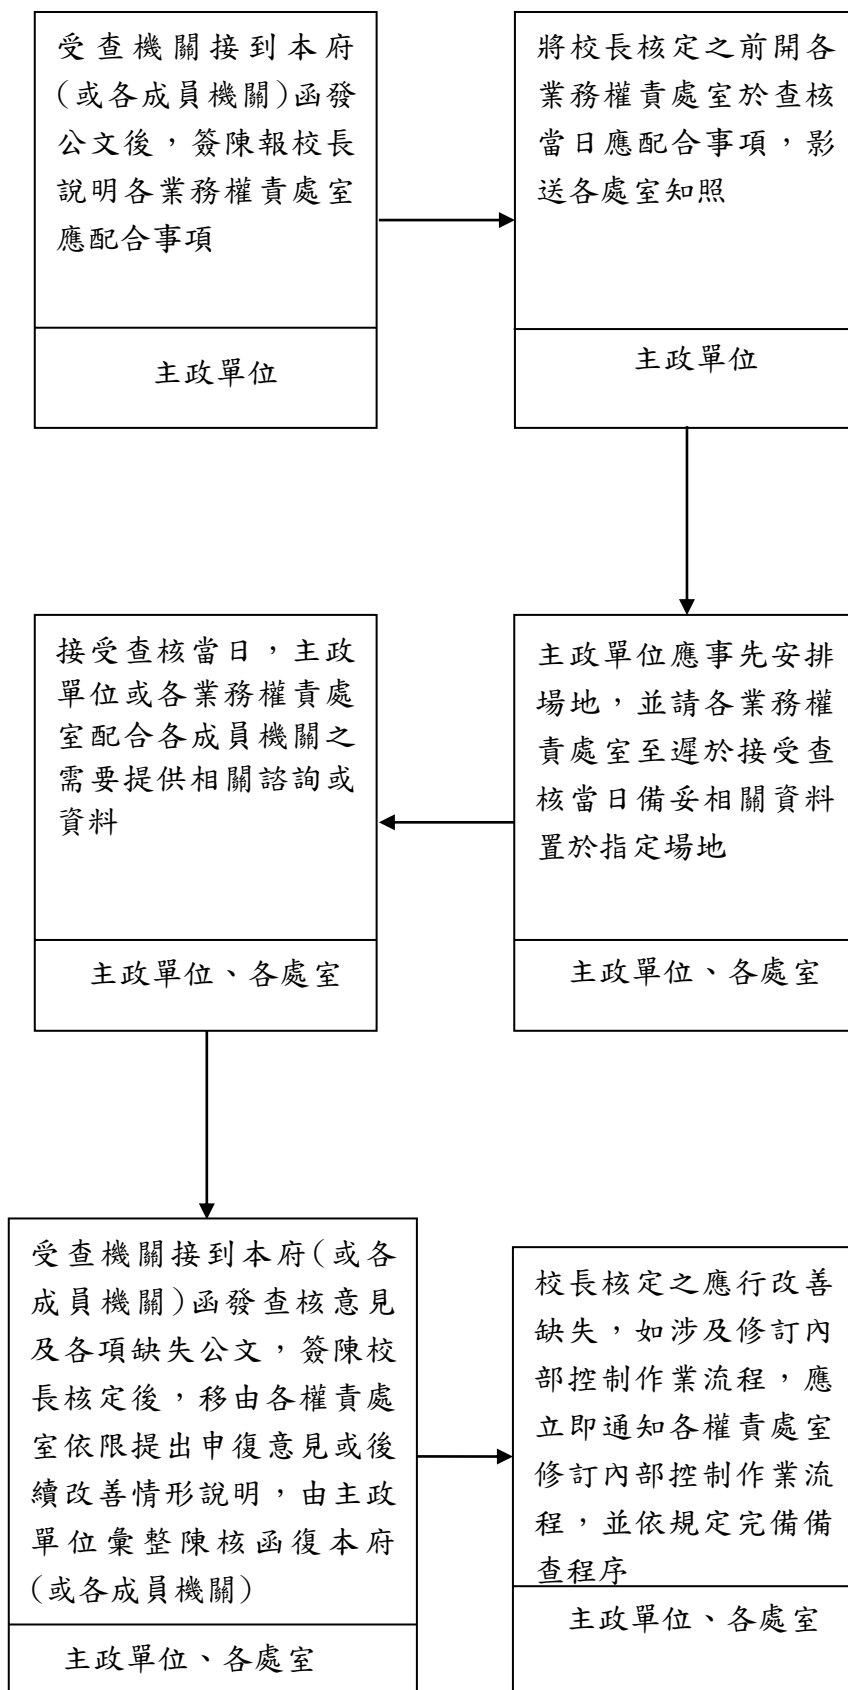 受查機關接到本府
(或各成員機關)函發
公文後，簽陳報校長
說明各業務權責處室
應配合事項
主政單位
將校長核定之前開各
業務權責處室於查核
當日應配合事項，影
送各處室知照
主政單位
主政單位應事先安排
場地，並請各業務權
責處室至遲於接受查
核當日備妥相關資料
置於指定場地
主政單位、各處室
接受查核當日，主政
單位或各業務權責處
室配合各成員機關之
需要提供相關諮詢或
資料
主政單位、各處室
受查機關接到本府(或各
成員機關)函發查核意見
及各項缺失公文，簽陳校
長核定後，移由各權責處
室依限提出申復意見或後
續改善情形說明，由主政
單位彙整陳核函復本府
(或各成員機關)
主政單位、各處室
校長核定之應行改善
缺失，如涉及修訂內
部控制作業流程，應
立即通知各權責處室
修訂內部控制作業流
程，並依規定完備備
查程序
主政單位、各處室